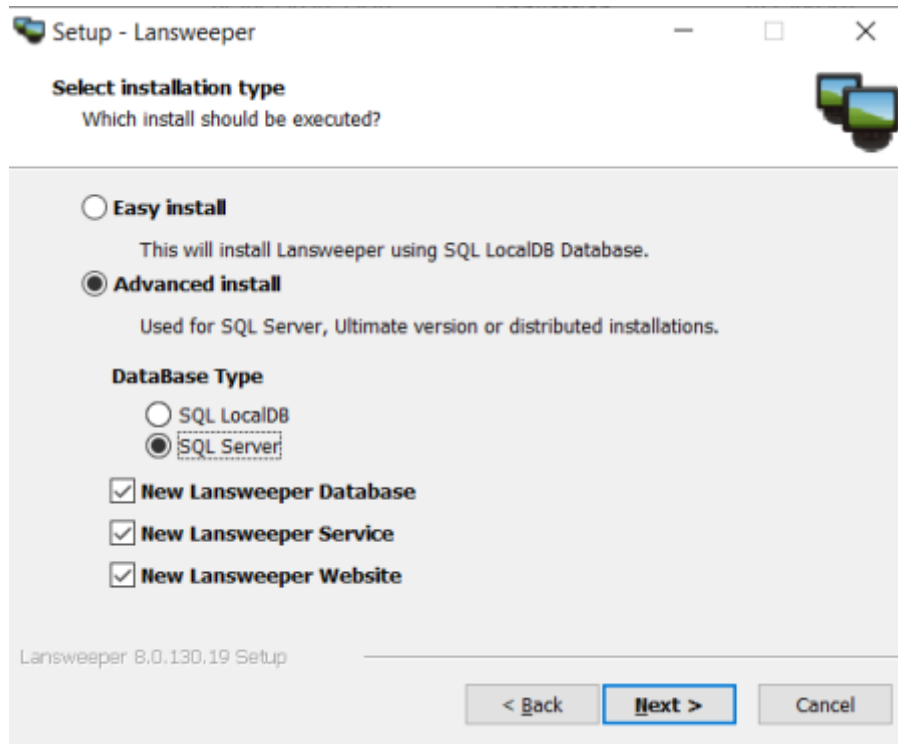 Setup - Lansweeper
Select installation type
Which install should be executed?
Easy install
This will install Lansweeper using SQL LocalDB Database.
Advanced install
Used for SQL Server, Ultimate version or distributed installations.
DataBase Type
SQL LocalDB
SQL Server
New Lansweeper Database
New Lansweeper Service
New Lansweeper Website
Lansweeper 8.0.130.19 Setup
< Back Next > Cancel